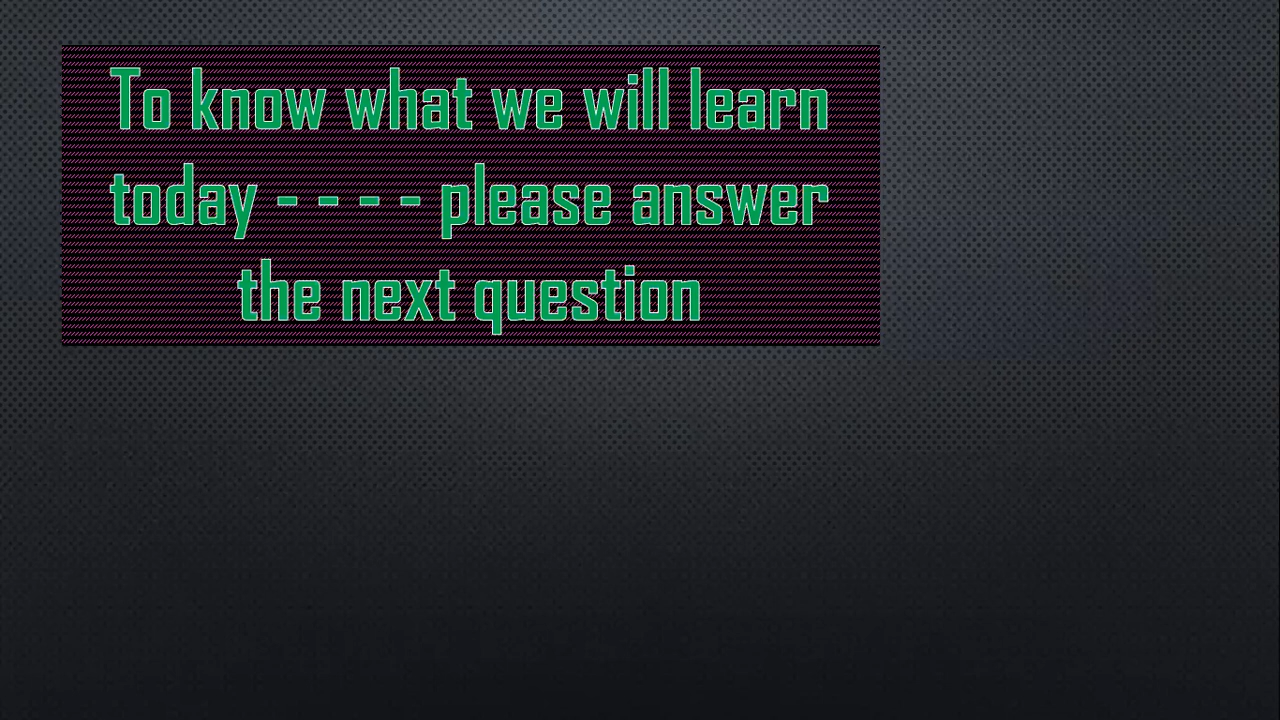 To know what we will learn
today - - - - please answer
the next question